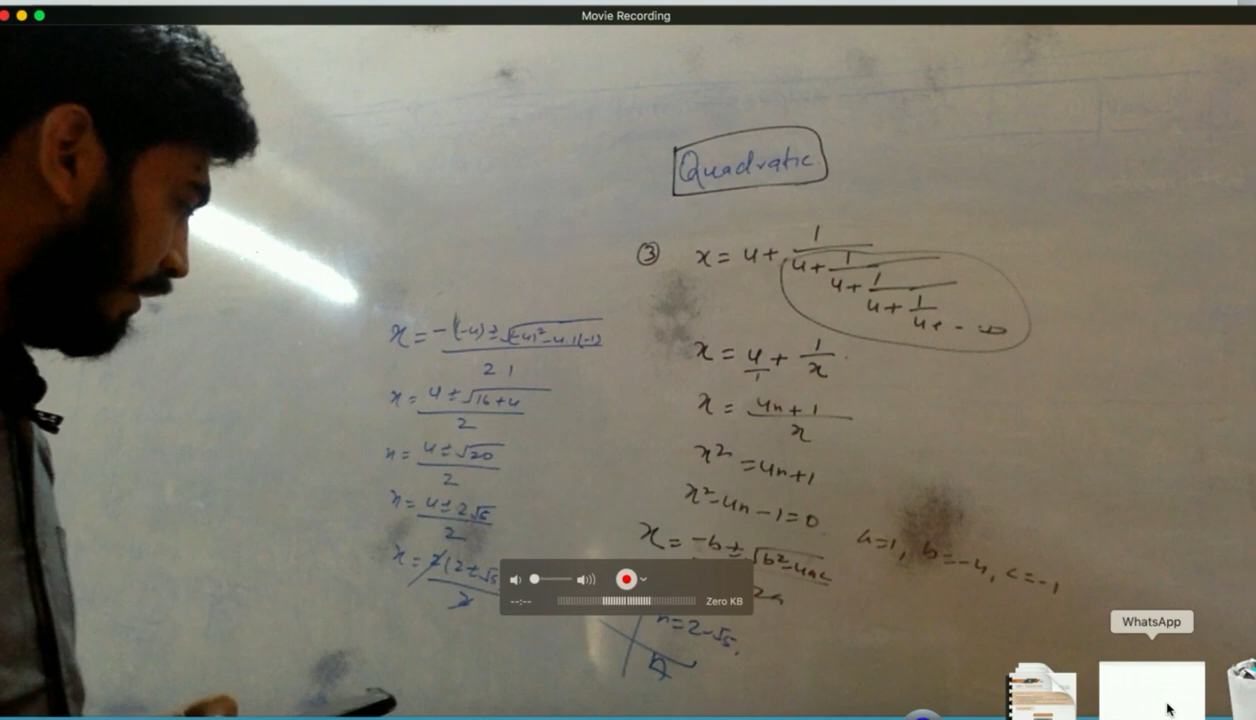 Movie Recording
Quadratic
③ x = 4 + 1/(4 + 1/(4 + 1/(4 + 1/(4 + - ∞
x = 4/1 + 1/x
x = (4x + 1)/x
x² = 4x + 1
x² - 4x - 1 = 0
x = (-b ± √(b² - 4ac))/2a
a=1, b=-4, c=-1
x = (-(-4) ± √((-4)² - 4.1(-1)))/2 1
x = (4 ± √(16+4))/2
x = (4 ± √20)/2
x = (4 ± 2√5)/2
x = 2(2 ± √5/2
x = 2-√5.
--:--
Zero KB
WhatsApp